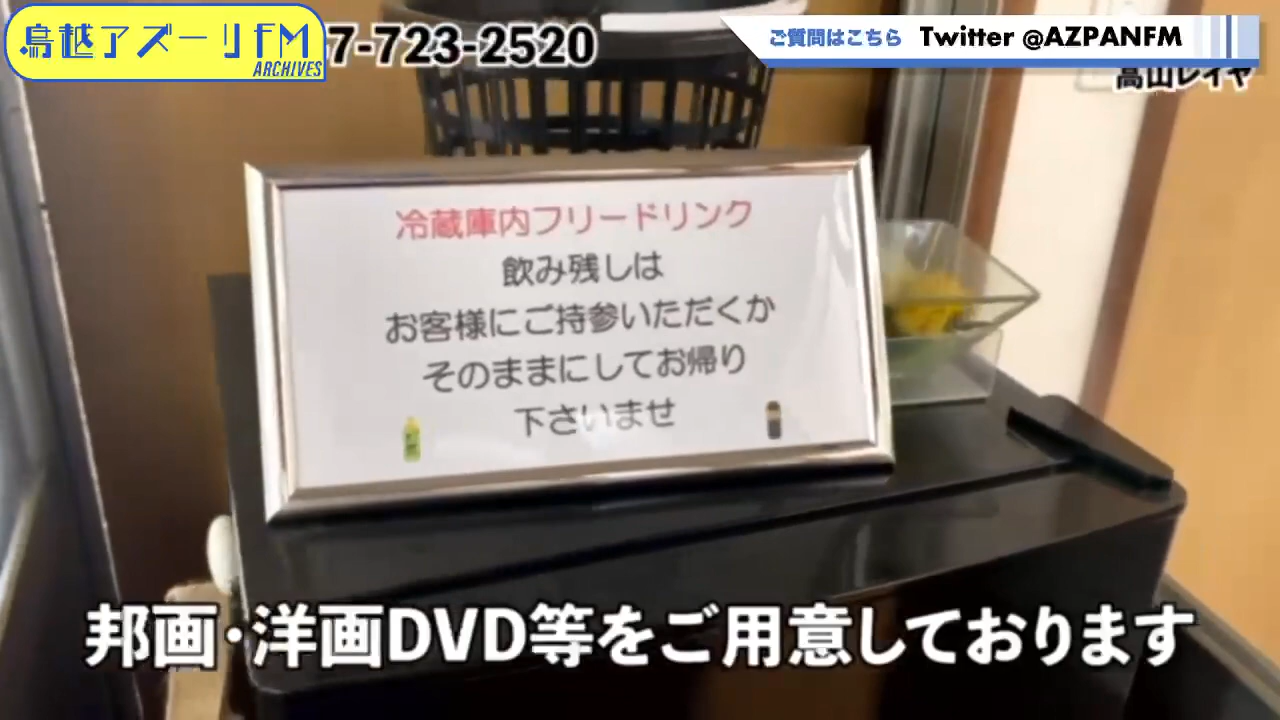 鳥越アズーリFM
ARCHIVES
7-723-2520
ご質問はこちら Twitter @AZPANFM
高山レイヤ
冷蔵庫内フリードリンク
飲み残しは
お客様にご持参いただくか
そのままにしてお帰り
下さいませ
邦画・洋画DVD等をご用意しております